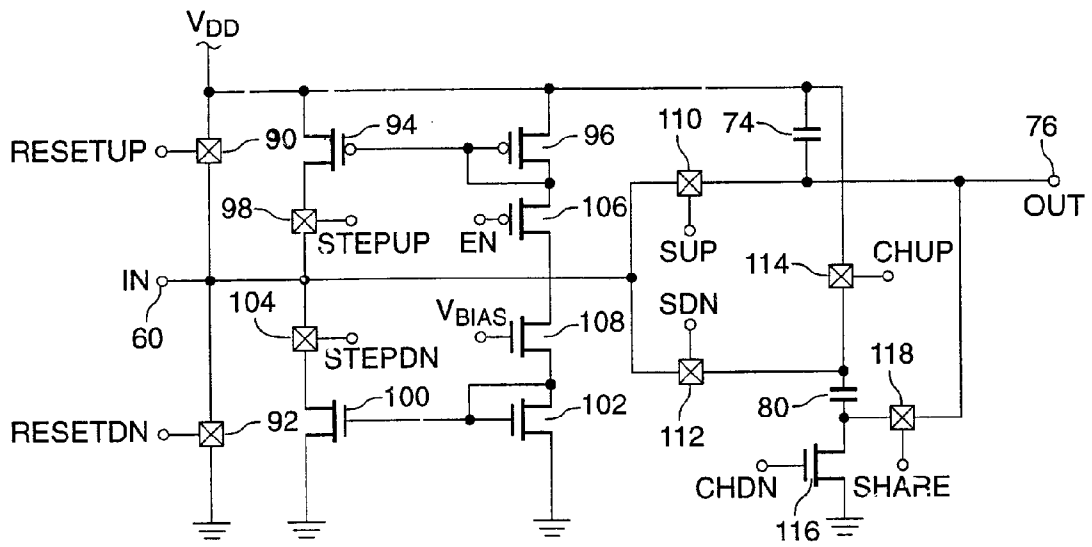 VDD
RESETUP
90
94
96
110
74
76
OUT
98
STEPUP
EN
106
SUP
114
CHUP
IN
60
104
STEPDN
VBIAS
108
SDN
112
118
80
RESETDN
92
100
102
CHDN
116
SHARE